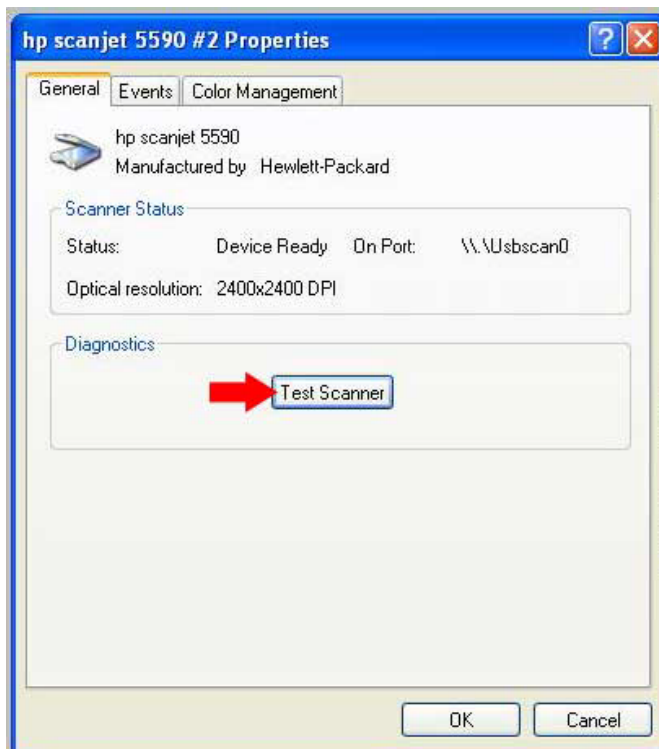 hp scanjet 5590 #2 Properties
General Events Color Management
hp scanjet 5590
Manufactured by Hewlett-Packard
Scanner Status
Status: Device Ready On Port: \\.\Usbscan0
Optical resolution: 2400x2400 DPI
Diagnostics
Test Scanner
OK Cancel